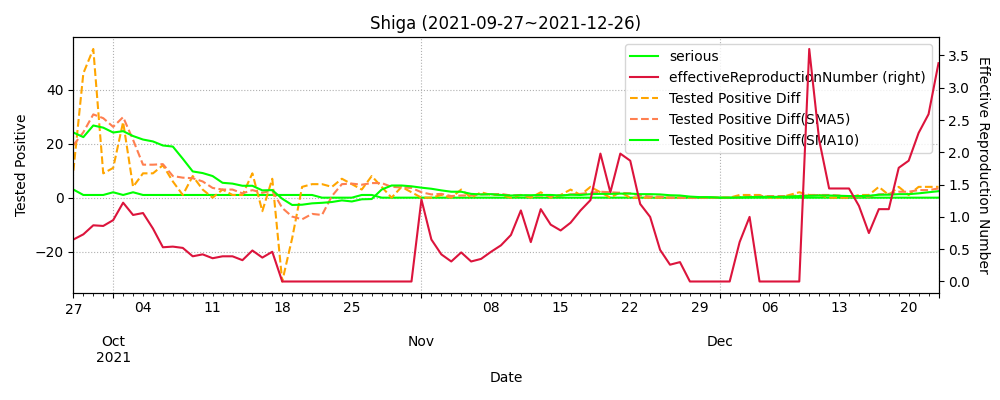 Shiga (2021-09-27~2021-12-26)
serious
effectiveReproductionNumber (right)
Tested Positive Diff
Tested Positive Diff(SMA5)
Tested Positive Diff(SMA10)
Tested Positive
40
20
0
−20
Effective Reproduction Number
3.5
3.0
2.5
2.0
1.5
1.0
0.5
0.0
27 04 11 18 25 08 15 22 29 06 13 20
Oct Nov Dec
2021
Date